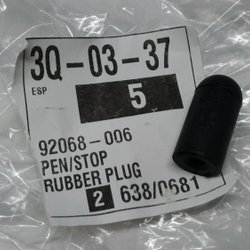 3Q-03-37
ESP
5
92068-006
PEN/STOP
RUBBER PLUG
2 638/0681